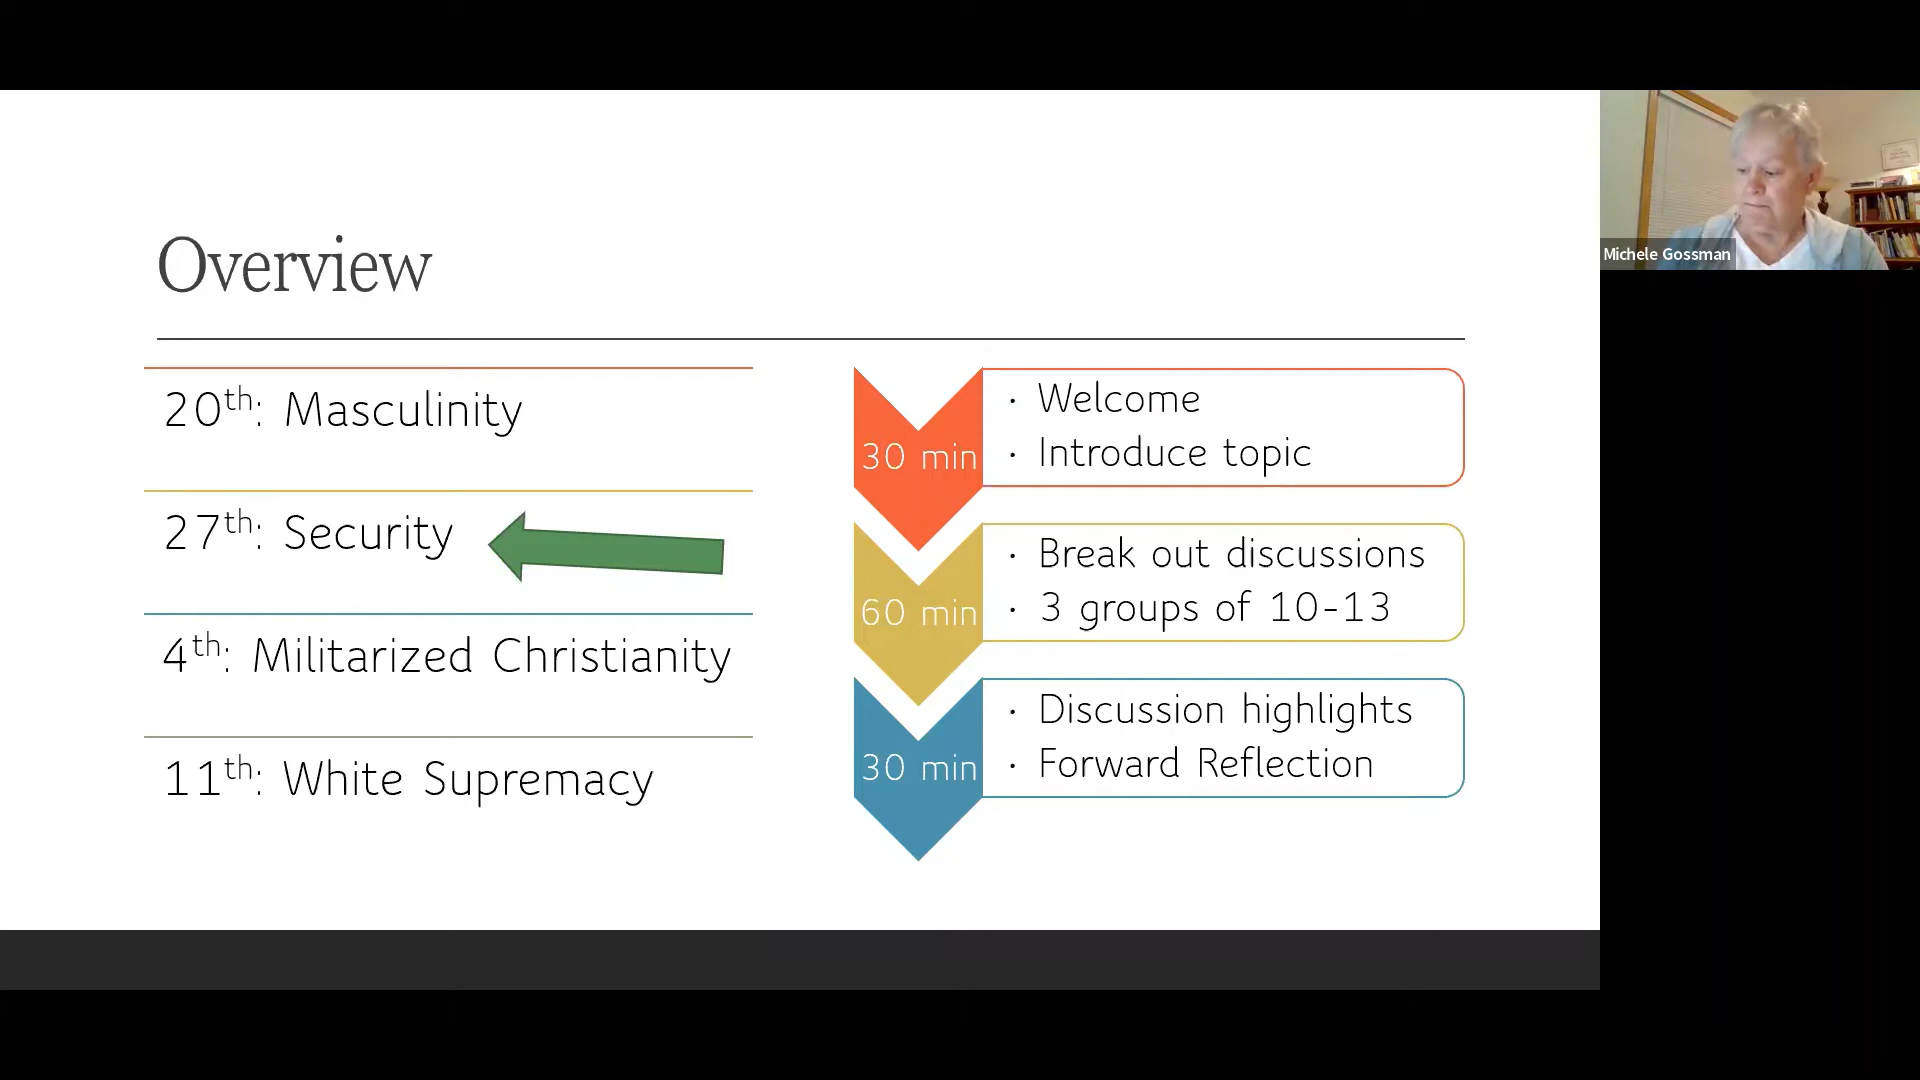 Overview
20th: Masculinity
27th: Security
4th: Militarized Christianity
11th: White Supremacy
30 min
· Welcome
· Introduce topic
60 min
· Break out discussions
· 3 groups of 10-13
30 min
· Discussion highlights
· Forward Reflection
Michele Gossman